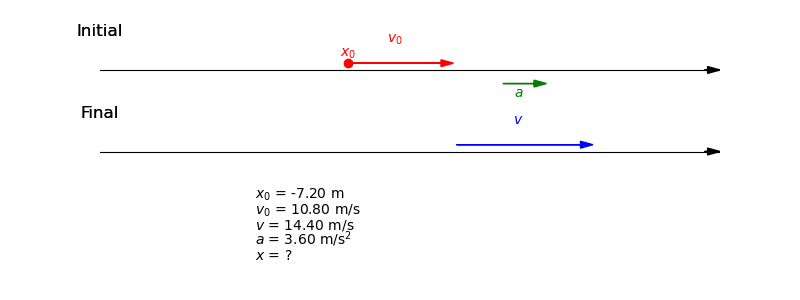 Initial
v₀
x₀
a
Final
v
x₀ = -7.20 m
v₀ = 10.80 m/s
v = 14.40 m/s
a = 3.60 m/s²
x = ?